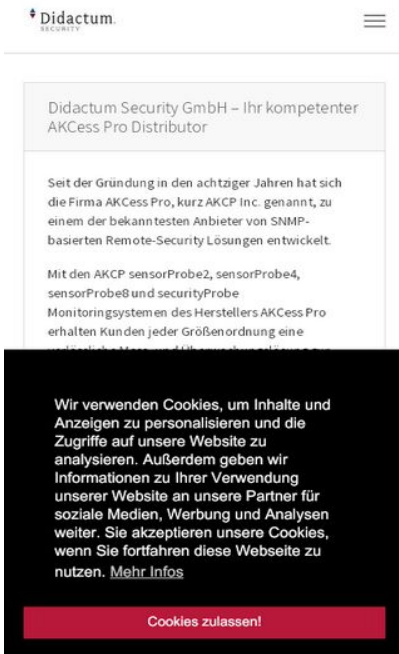 Didactum
SECURITY
Didactum Security GmbH – Ihr kompetenter
AKCess Pro Distributor
Seit der Gründung in den achtziger Jahren hat sich
die Firma AKCess Pro, kurz AKCP Inc. genannt, zu
einem der bekanntesten Anbieter von SNMP-
basierten Remote-Security Lösungen entwickelt.
Mit den AKCP sensorProbe2, sensorProbe4,
sensorProbe8 und securityProbe
Monitoringsystemen des Herstellers AKCess Pro
erhalten Kunden jeder Größenordnung eine
Wir verwenden Cookies, um Inhalte und
Anzeigen zu personalisieren und die
Zugriffe auf unsere Website zu
analysieren. Außerdem geben wir
Informationen zu Ihrer Verwendung
unserer Website an unsere Partner für
soziale Medien, Werbung und Analysen
weiter. Sie akzeptieren unsere Cookies,
wenn Sie fortfahren diese Webseite zu
nutzen. Mehr Infos
Cookies zulassen!